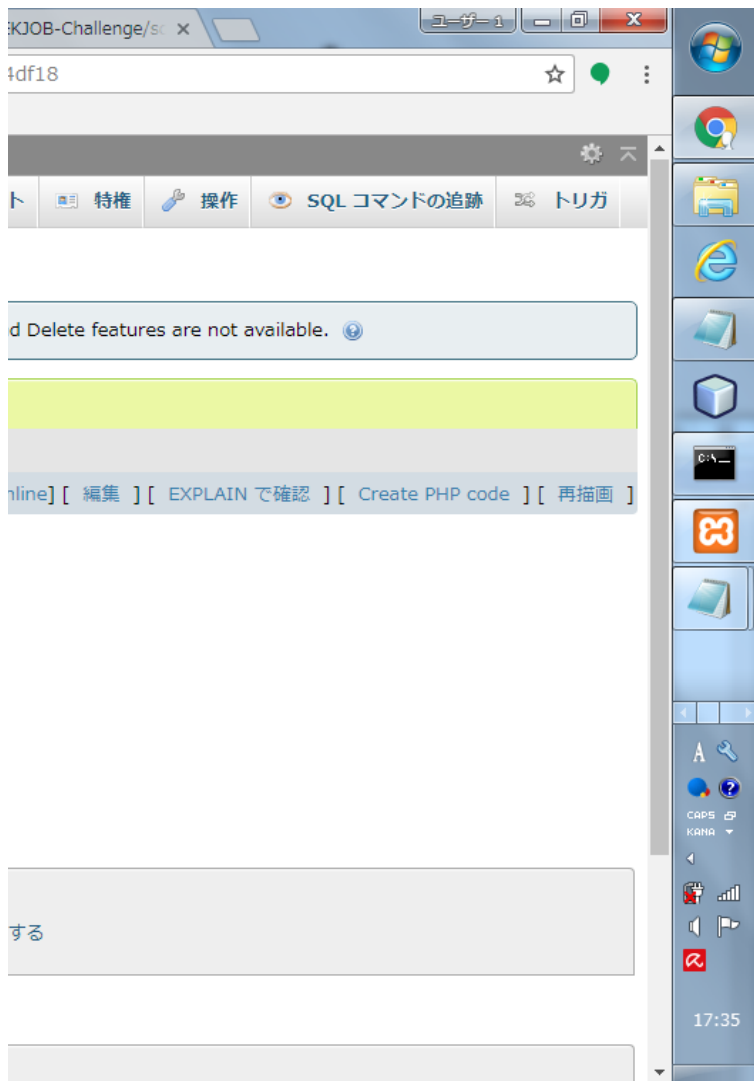 EKJOB-Challenge/sc
ユーザー 1
4df18
ト 特権 操作 SQL コマンドの追跡 トリガ
d Delete features are not available.
nline] [ 編集 ] [ EXPLAIN で確認 ] [ Create PHP code ] [ 再描画 ]
C:\
A
CAPS
KANA
する
17:35